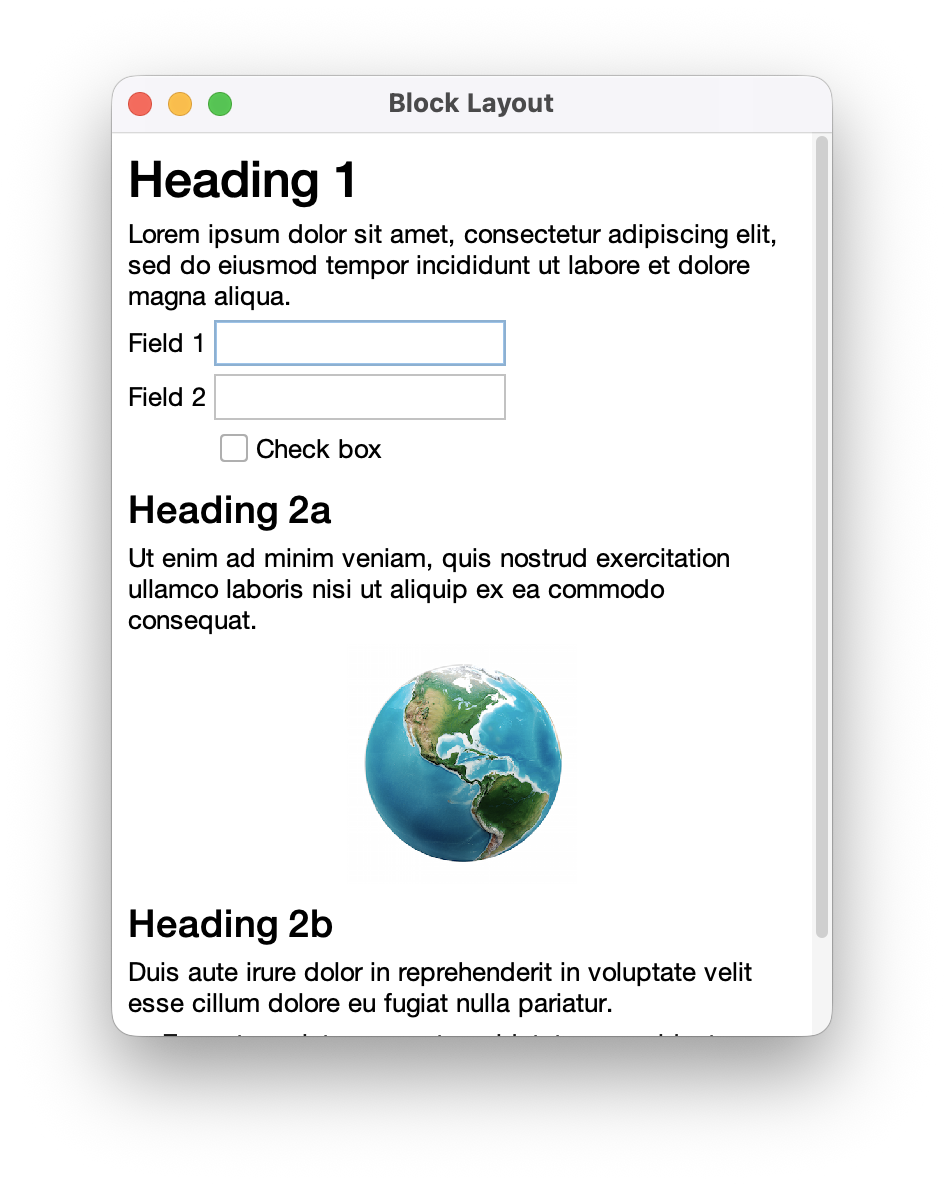 Block Layout
Heading 1
Lorem ipsum dolor sit amet, consectetur adipiscing elit,
sed do eiusmod tempor incididunt ut labore et dolore
magna aliqua.
Field 1
Field 2
Check box
Heading 2a
Ut enim ad minim veniam, quis nostrud exercitation
ullamco laboris nisi ut aliquip ex ea commodo
consequat.
Heading 2b
Duis aute irure dolor in reprehenderit in voluptate velit
esse cillum dolore eu fugiat nulla pariatur.